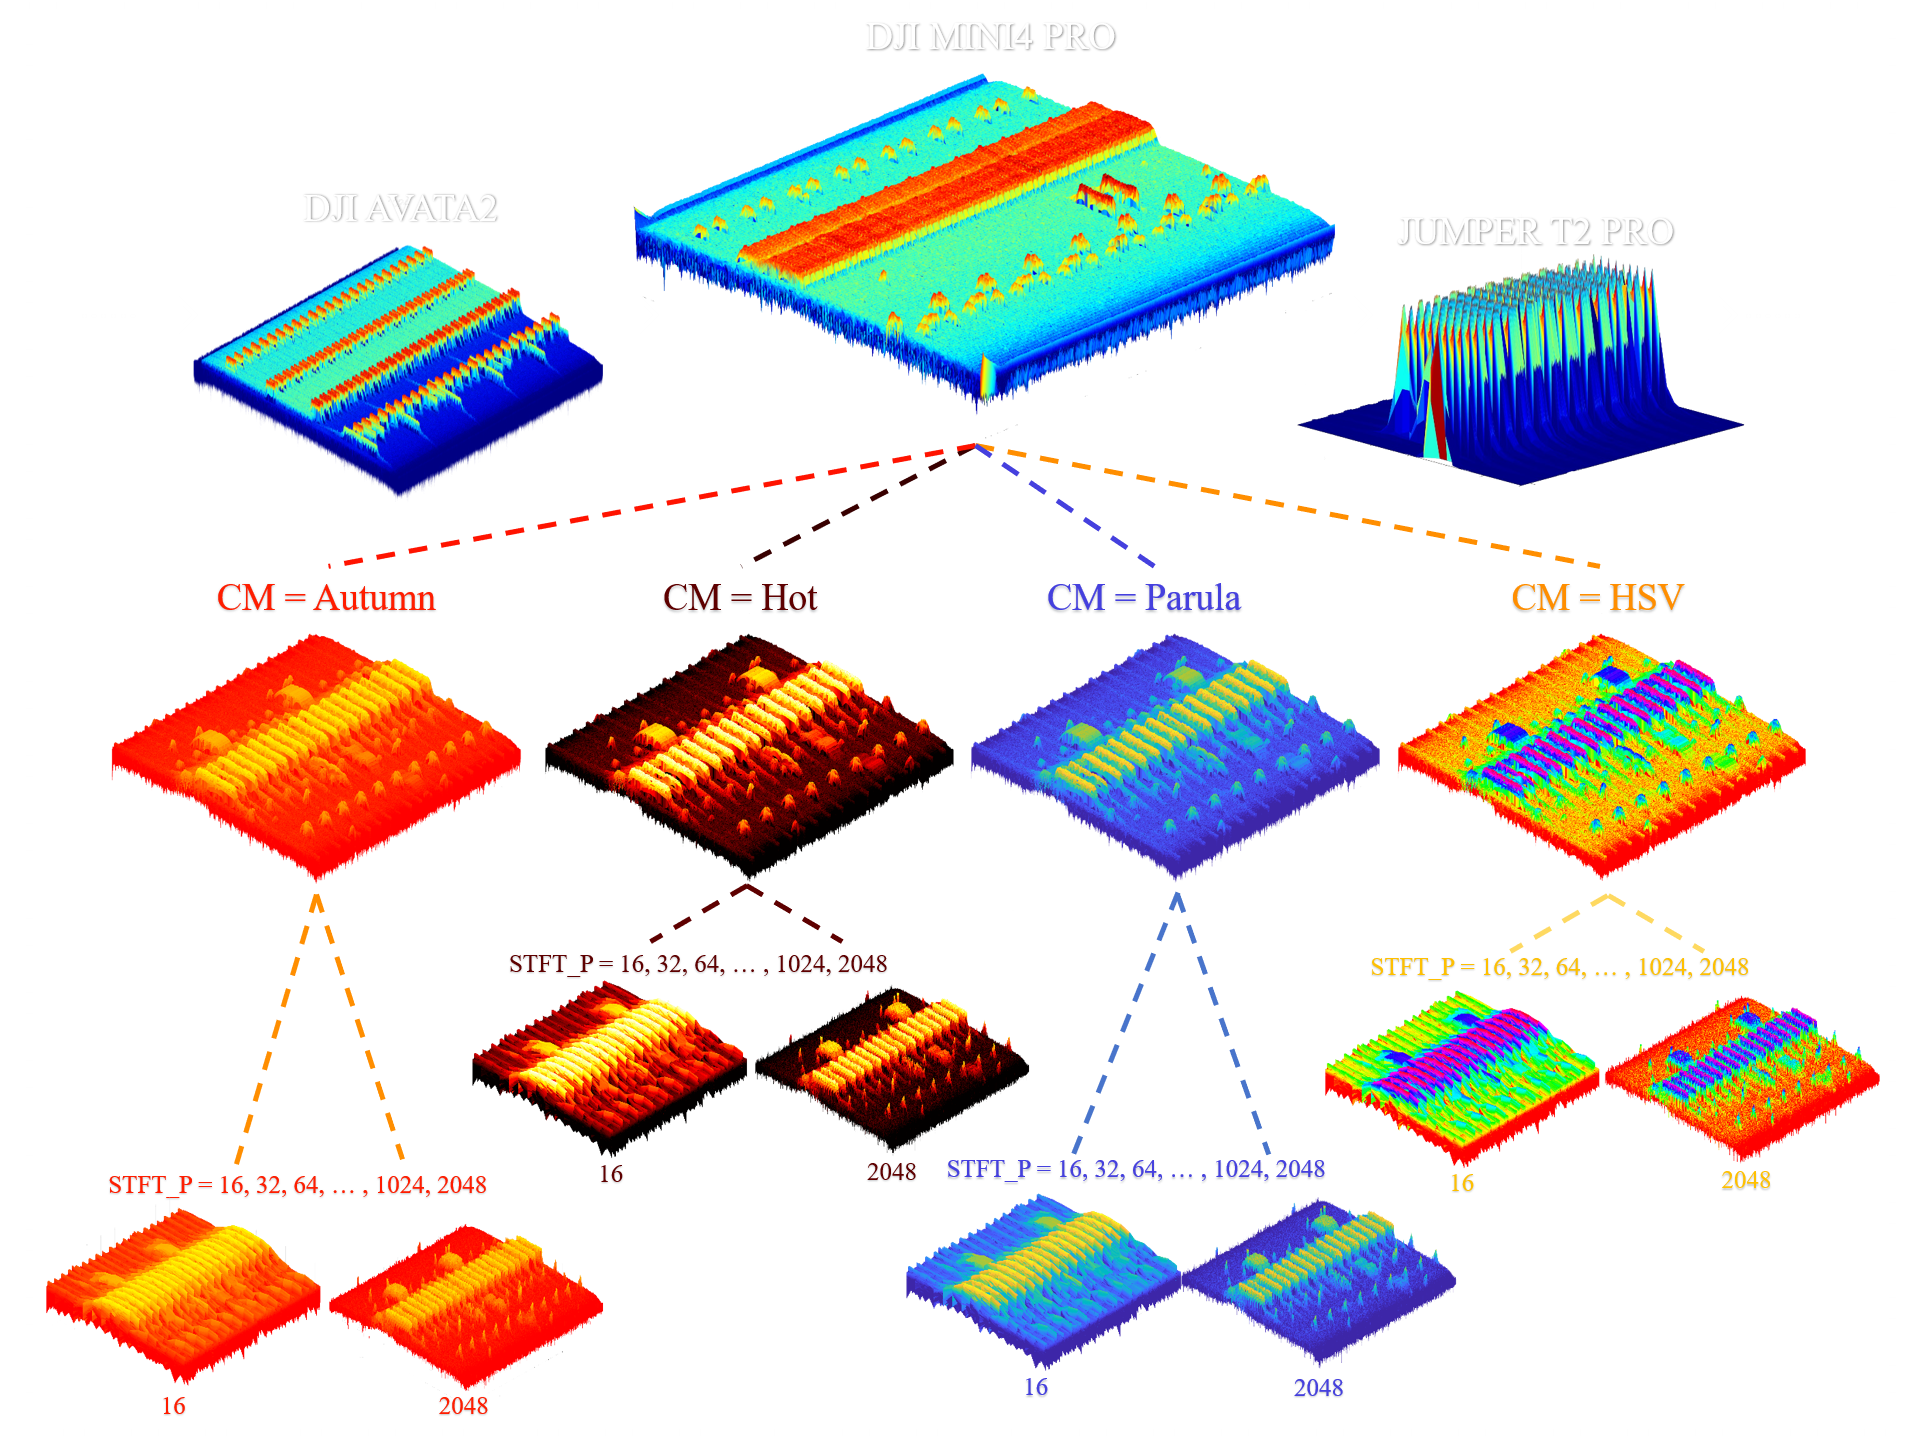 DJI MINI4 PRO
DJI AVATA2
JUMPER T2 PRO
CM = Autumn
CM = Hot
CM = Parula
CM = HSV
STFT_P = 16, 32, 64, … , 1024, 2048
STFT_P = 16, 32, 64, … , 1024, 2048
16
2048
16
2048
STFT_P = 16, 32, 64, … , 1024, 2048
STFT_P = 16, 32, 64, … , 1024, 2048
16
2048
16
2048